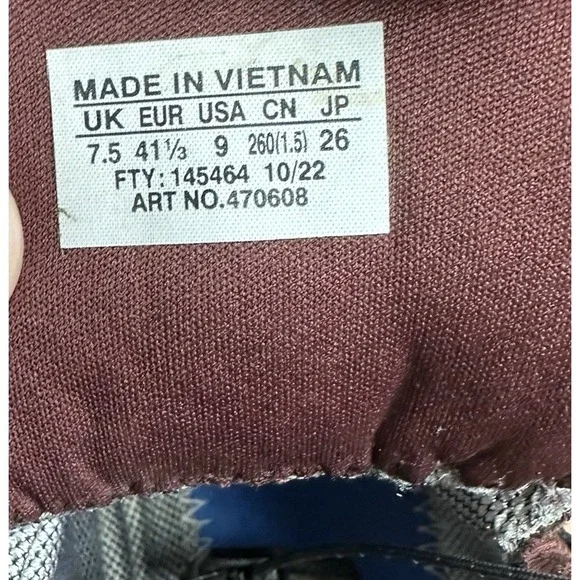 MADE IN VIETNAM
UK EUR USA CN JP
7.5 41⅓ 9 260(1.5) 26
FTY: 145464 10/22
ART NO.470608